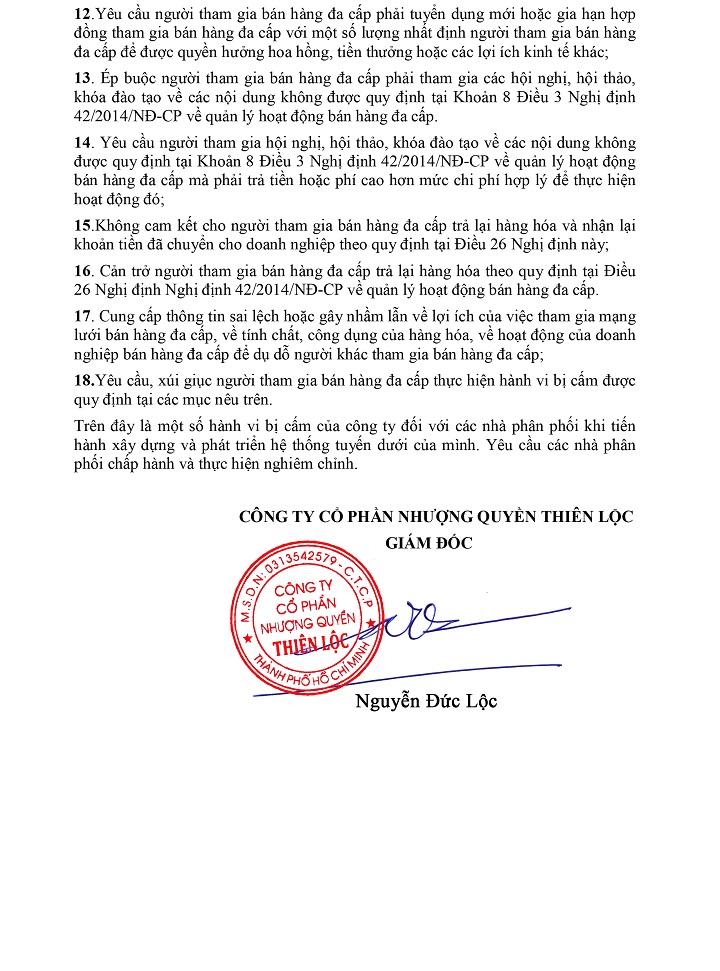 12.Yêu cầu người tham gia bán hàng đa cấp phải tuyển dụng mới hoặc gia hạn hợp
đồng tham gia bán hàng đa cấp với một số lượng nhất định người tham gia bán hàng
đa cấp để được quyền hưởng hoa hồng, tiền thưởng hoặc các lợi ích kinh tế khác;
13. Ép buộc người tham gia bán hàng đa cấp phải tham gia các hội nghị, hội thảo,
khóa đào tạo về các nội dung không được quy định tại Khoản 8 Điều 3 Nghị định
42/2014/NĐ-CP về quản lý hoạt động bán hàng đa cấp.
14. Yêu cầu người tham gia hội nghị, hội thảo, khóa đào tạo về các nội dung không
được quy định tại Khoản 8 Điều 3 Nghị định 42/2014/NĐ-CP về quản lý hoạt động
bán hàng đa cấp mà phải trả tiền hoặc phí cao hơn mức chi phí hợp lý để thực hiện
hoạt động đó;
15.Không cam kết cho người tham gia bán hàng đa cấp trả lại hàng hóa và nhận lại
khoản tiền đã chuyển cho doanh nghiệp theo quy định tại Điều 26 Nghị định này;
16. Cản trở người tham gia bán hàng đa cấp trả lại hàng hóa theo quy định tại Điều
26 Nghị định Nghị định 42/2014/NĐ-CP về quản lý hoạt động bán hàng đa cấp.
17. Cung cấp thông tin sai lệch hoặc gây nhầm lẫn về lợi ích của việc tham gia mạng
lưới bán hàng đa cấp, về tính chất, công dụng của hàng hóa, về hoạt động của doanh
nghiệp bán hàng đa cấp để dụ dỗ người khác tham gia bán hàng đa cấp;
18.Yêu cầu, xúi giục người tham gia bán hàng đa cấp thực hiện hành vi bị cấm được
quy định tại các mục nêu trên.
Trên đây là một số hành vi bị cấm của công ty đối với các nhà phân phối khi tiến
hành xây dựng và phát triển hệ thống tuyến dưới của mình. Yêu cầu các nhà phân
phối chấp hành và thực hiện nghiêm chỉnh.
CÔNG TY CỔ PHẦN NHƯỢNG QUYỀN THIÊN LỘC
GIÁM ĐỐC
M.S.D.N: 0313542579 - C.T.C.P
CÔNG TY
CỔ PHẦN
NHƯỢNG QUYỀN
THIÊN LỘC
THÀNH PHỐ HỒ CHÍ MINH
Nguyễn Đức Lộc